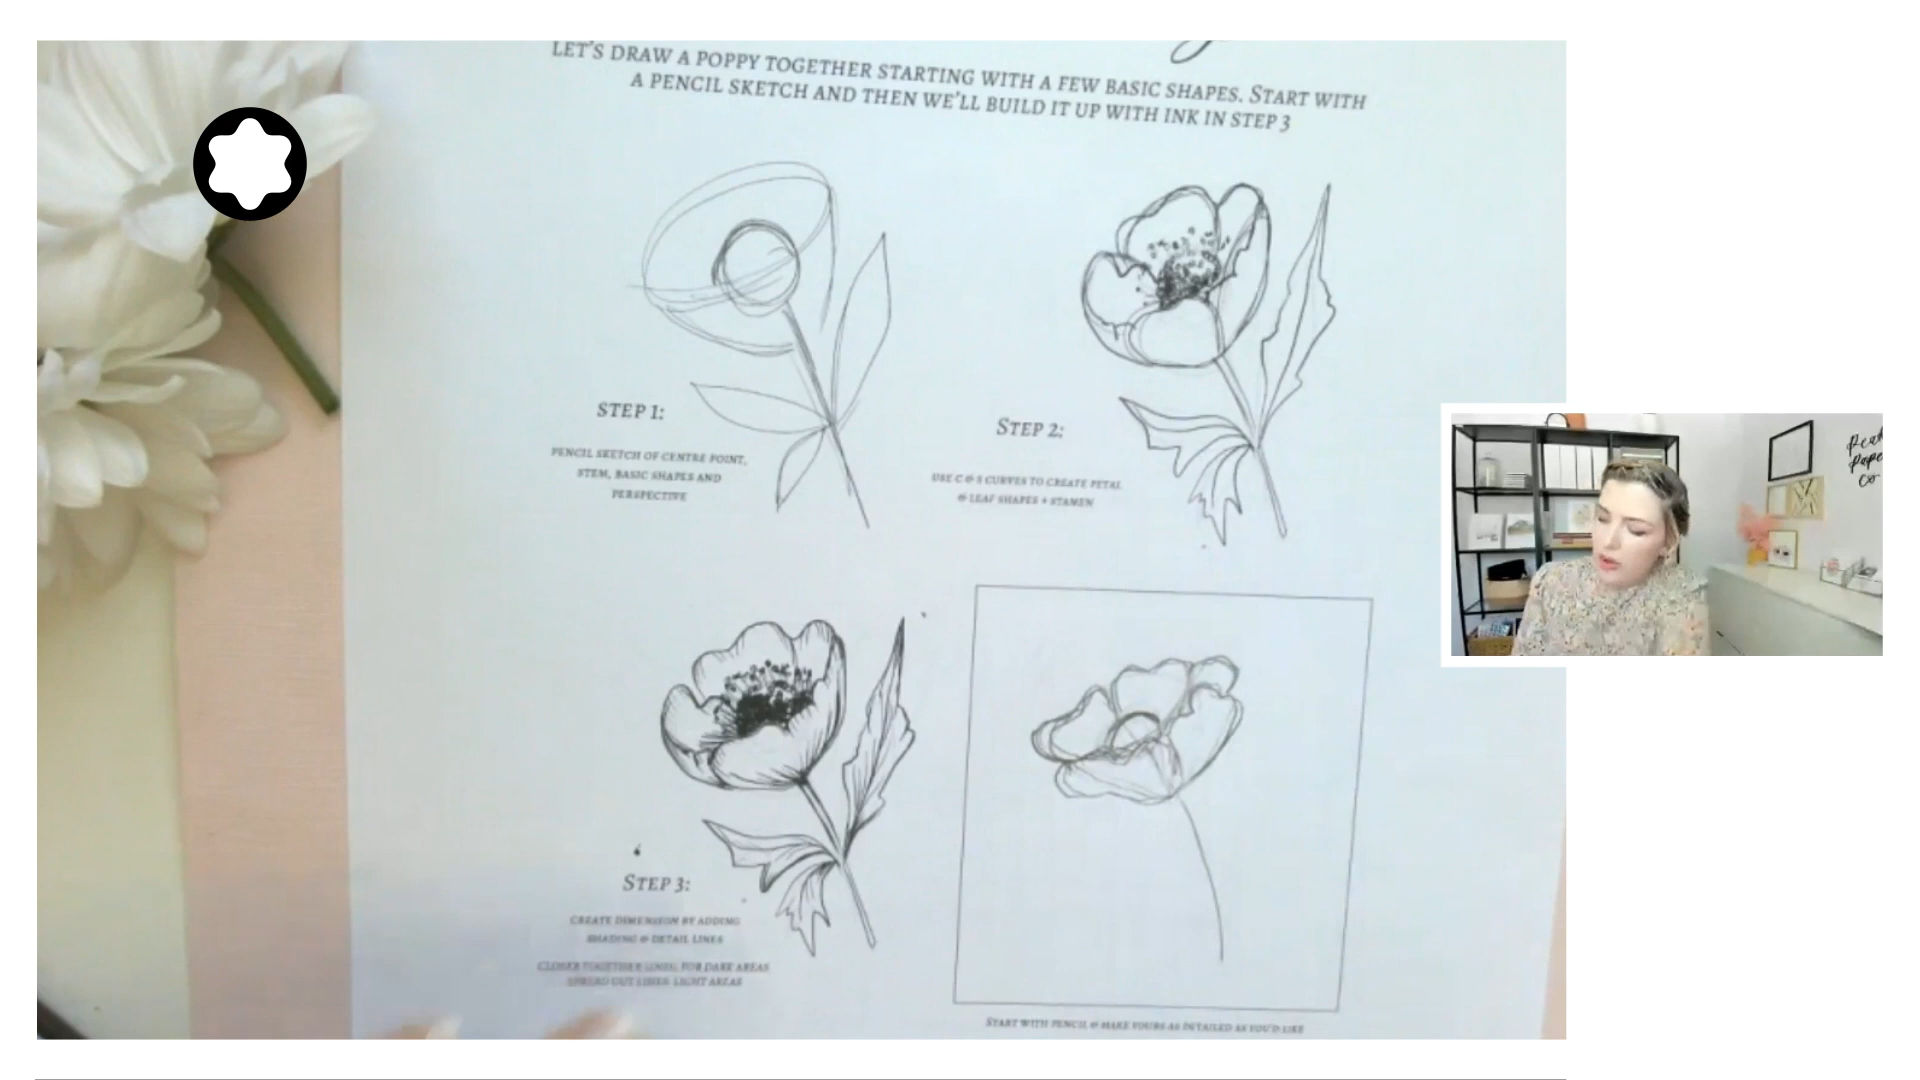 LET'S DRAW A POPPY TOGETHER STARTING WITH A FEW BASIC SHAPES. START WITH
A PENCIL SKETCH AND THEN WE'LL BUILD IT UP WITH INK IN STEP 3
STEP 1:
PENCIL SKETCH OF CENTRE POINT,
STEM, BASIC SHAPES AND
PERSPECTIVE
STEP 2:
USE C & S CURVES TO CREATE PETAL
& LEAF SHAPES + STAMEN
STEP 3:
CREATE DIMENSION BY ADDING
SHADING & DETAIL LINES
CLOSER TOGETHER LINES: FOR DARK AREAS
SPREAD OUT LINES: LIGHT AREAS
START WITH PENCIL & MAKE YOURS AS DETAILED AS YOU'D LIKE
Paper
Co